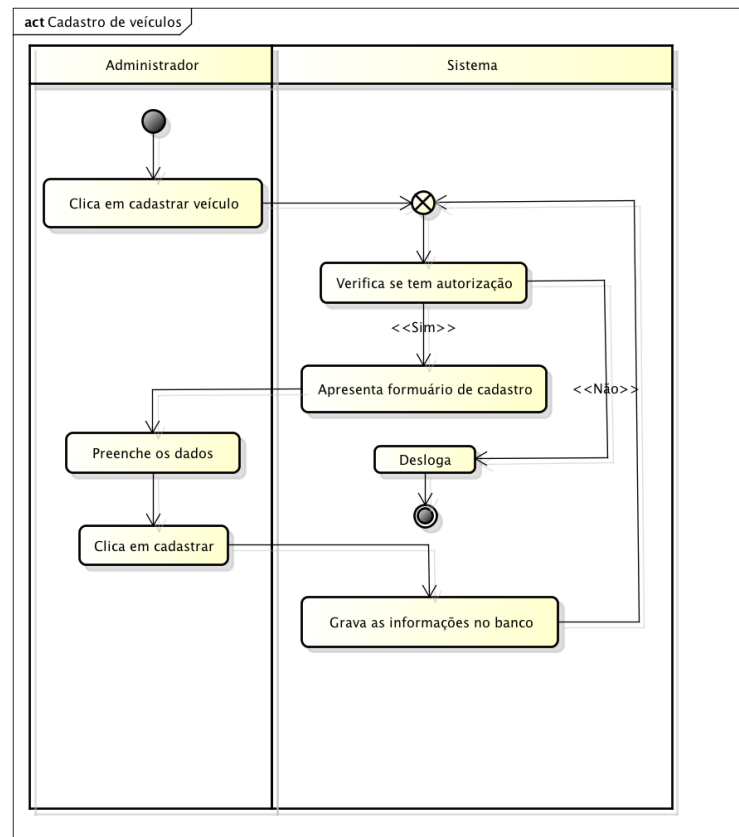 act Cadastro de veículos
Administrador
Sistema
Clica em cadastrar veículo
Verifica se tem autorização
<<Sim>>
Apresenta formuário de cadastro
<<Não>>
Preenche os dados
Desloga
Clica em cadastrar
Grava as informações no banco